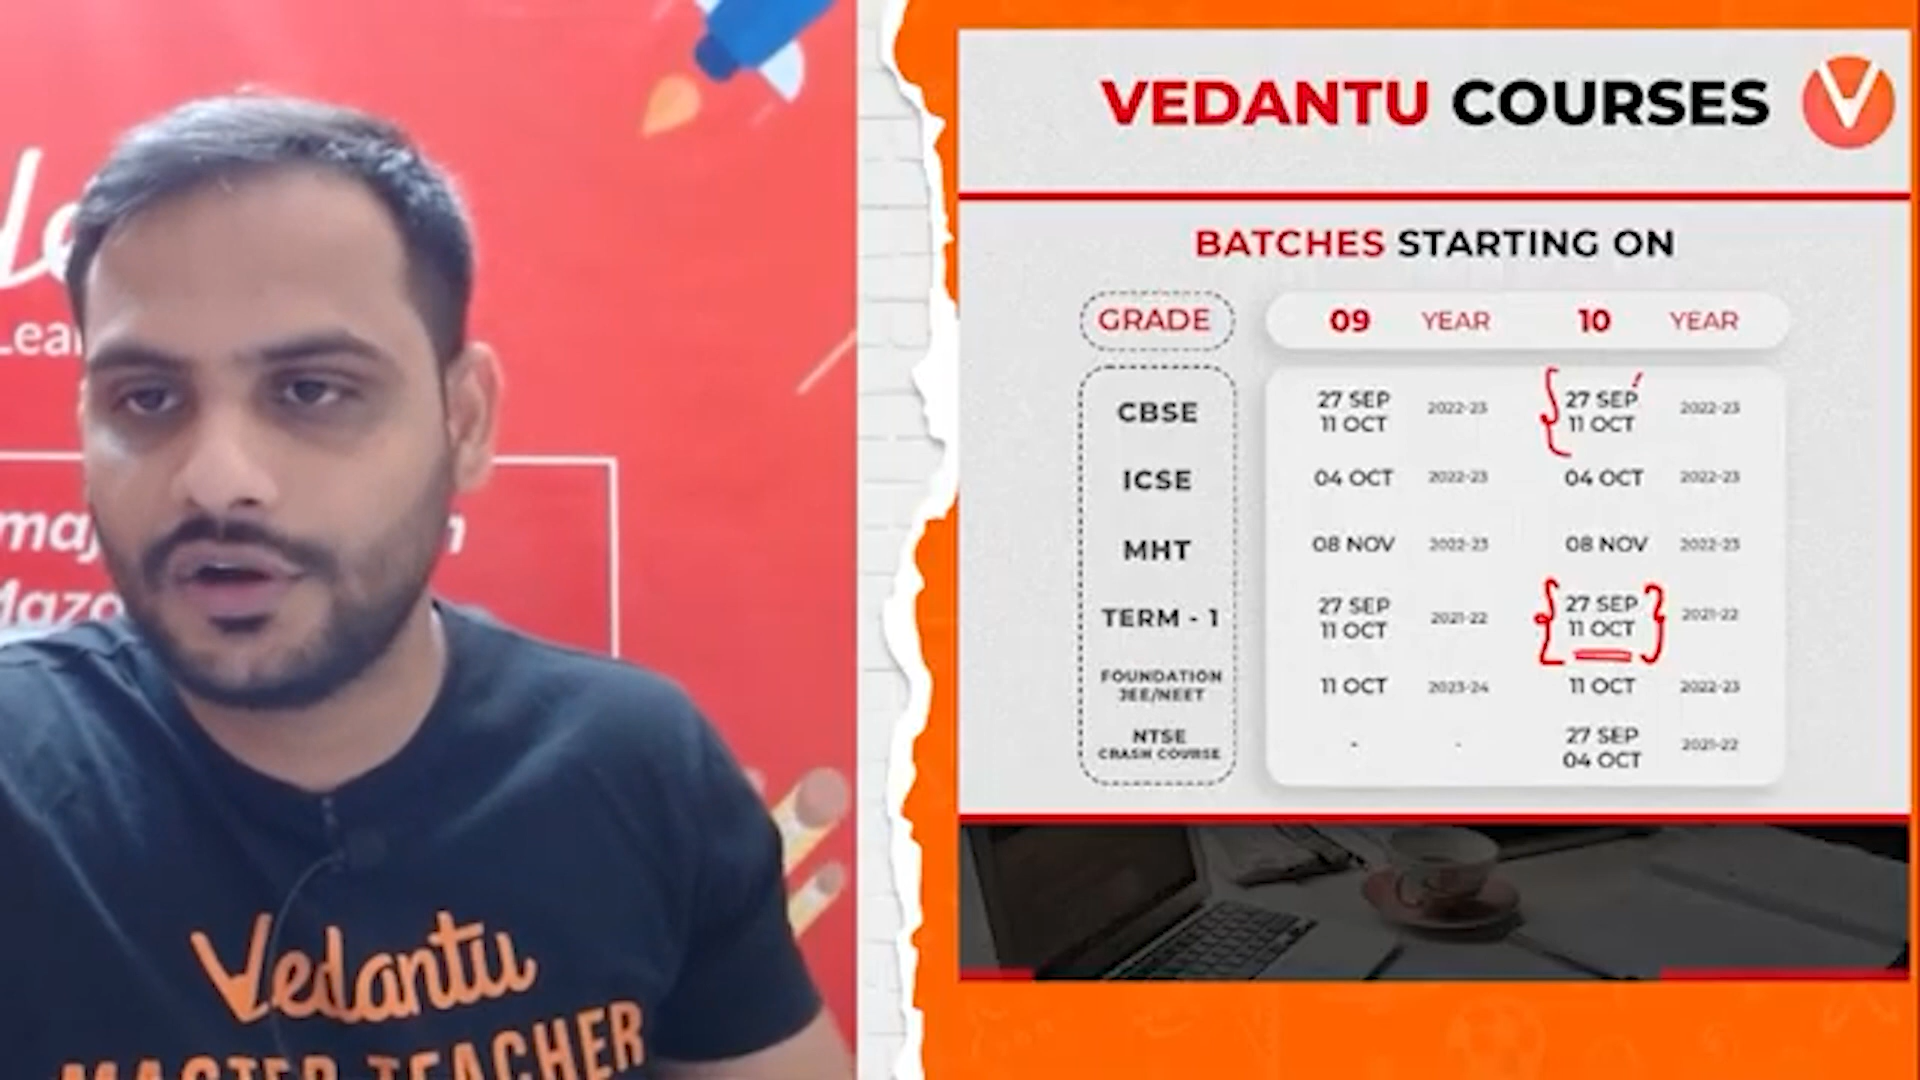 Lear
Vedantu
MASTER TEACHER
VEDANTU COURSES
BATCHES STARTING ON
GRADE 09 YEAR 10 YEAR
CBSE 27 SEP 11 OCT 2022-23 27 SEP 11 OCT 2022-23
ICSE 04 OCT 2022-23 04 OCT 2022-23
MHT 08 NOV 2022-23 08 NOV 2022-23
TERM - 1 27 SEP 11 OCT 2021-22 27 SEP 11 OCT 2021-22
FOUNDATION JEE/NEET 11 OCT 2023-24 11 OCT 2022-23
NTSE CRASH COURSE - - 27 SEP 04 OCT 2021-22